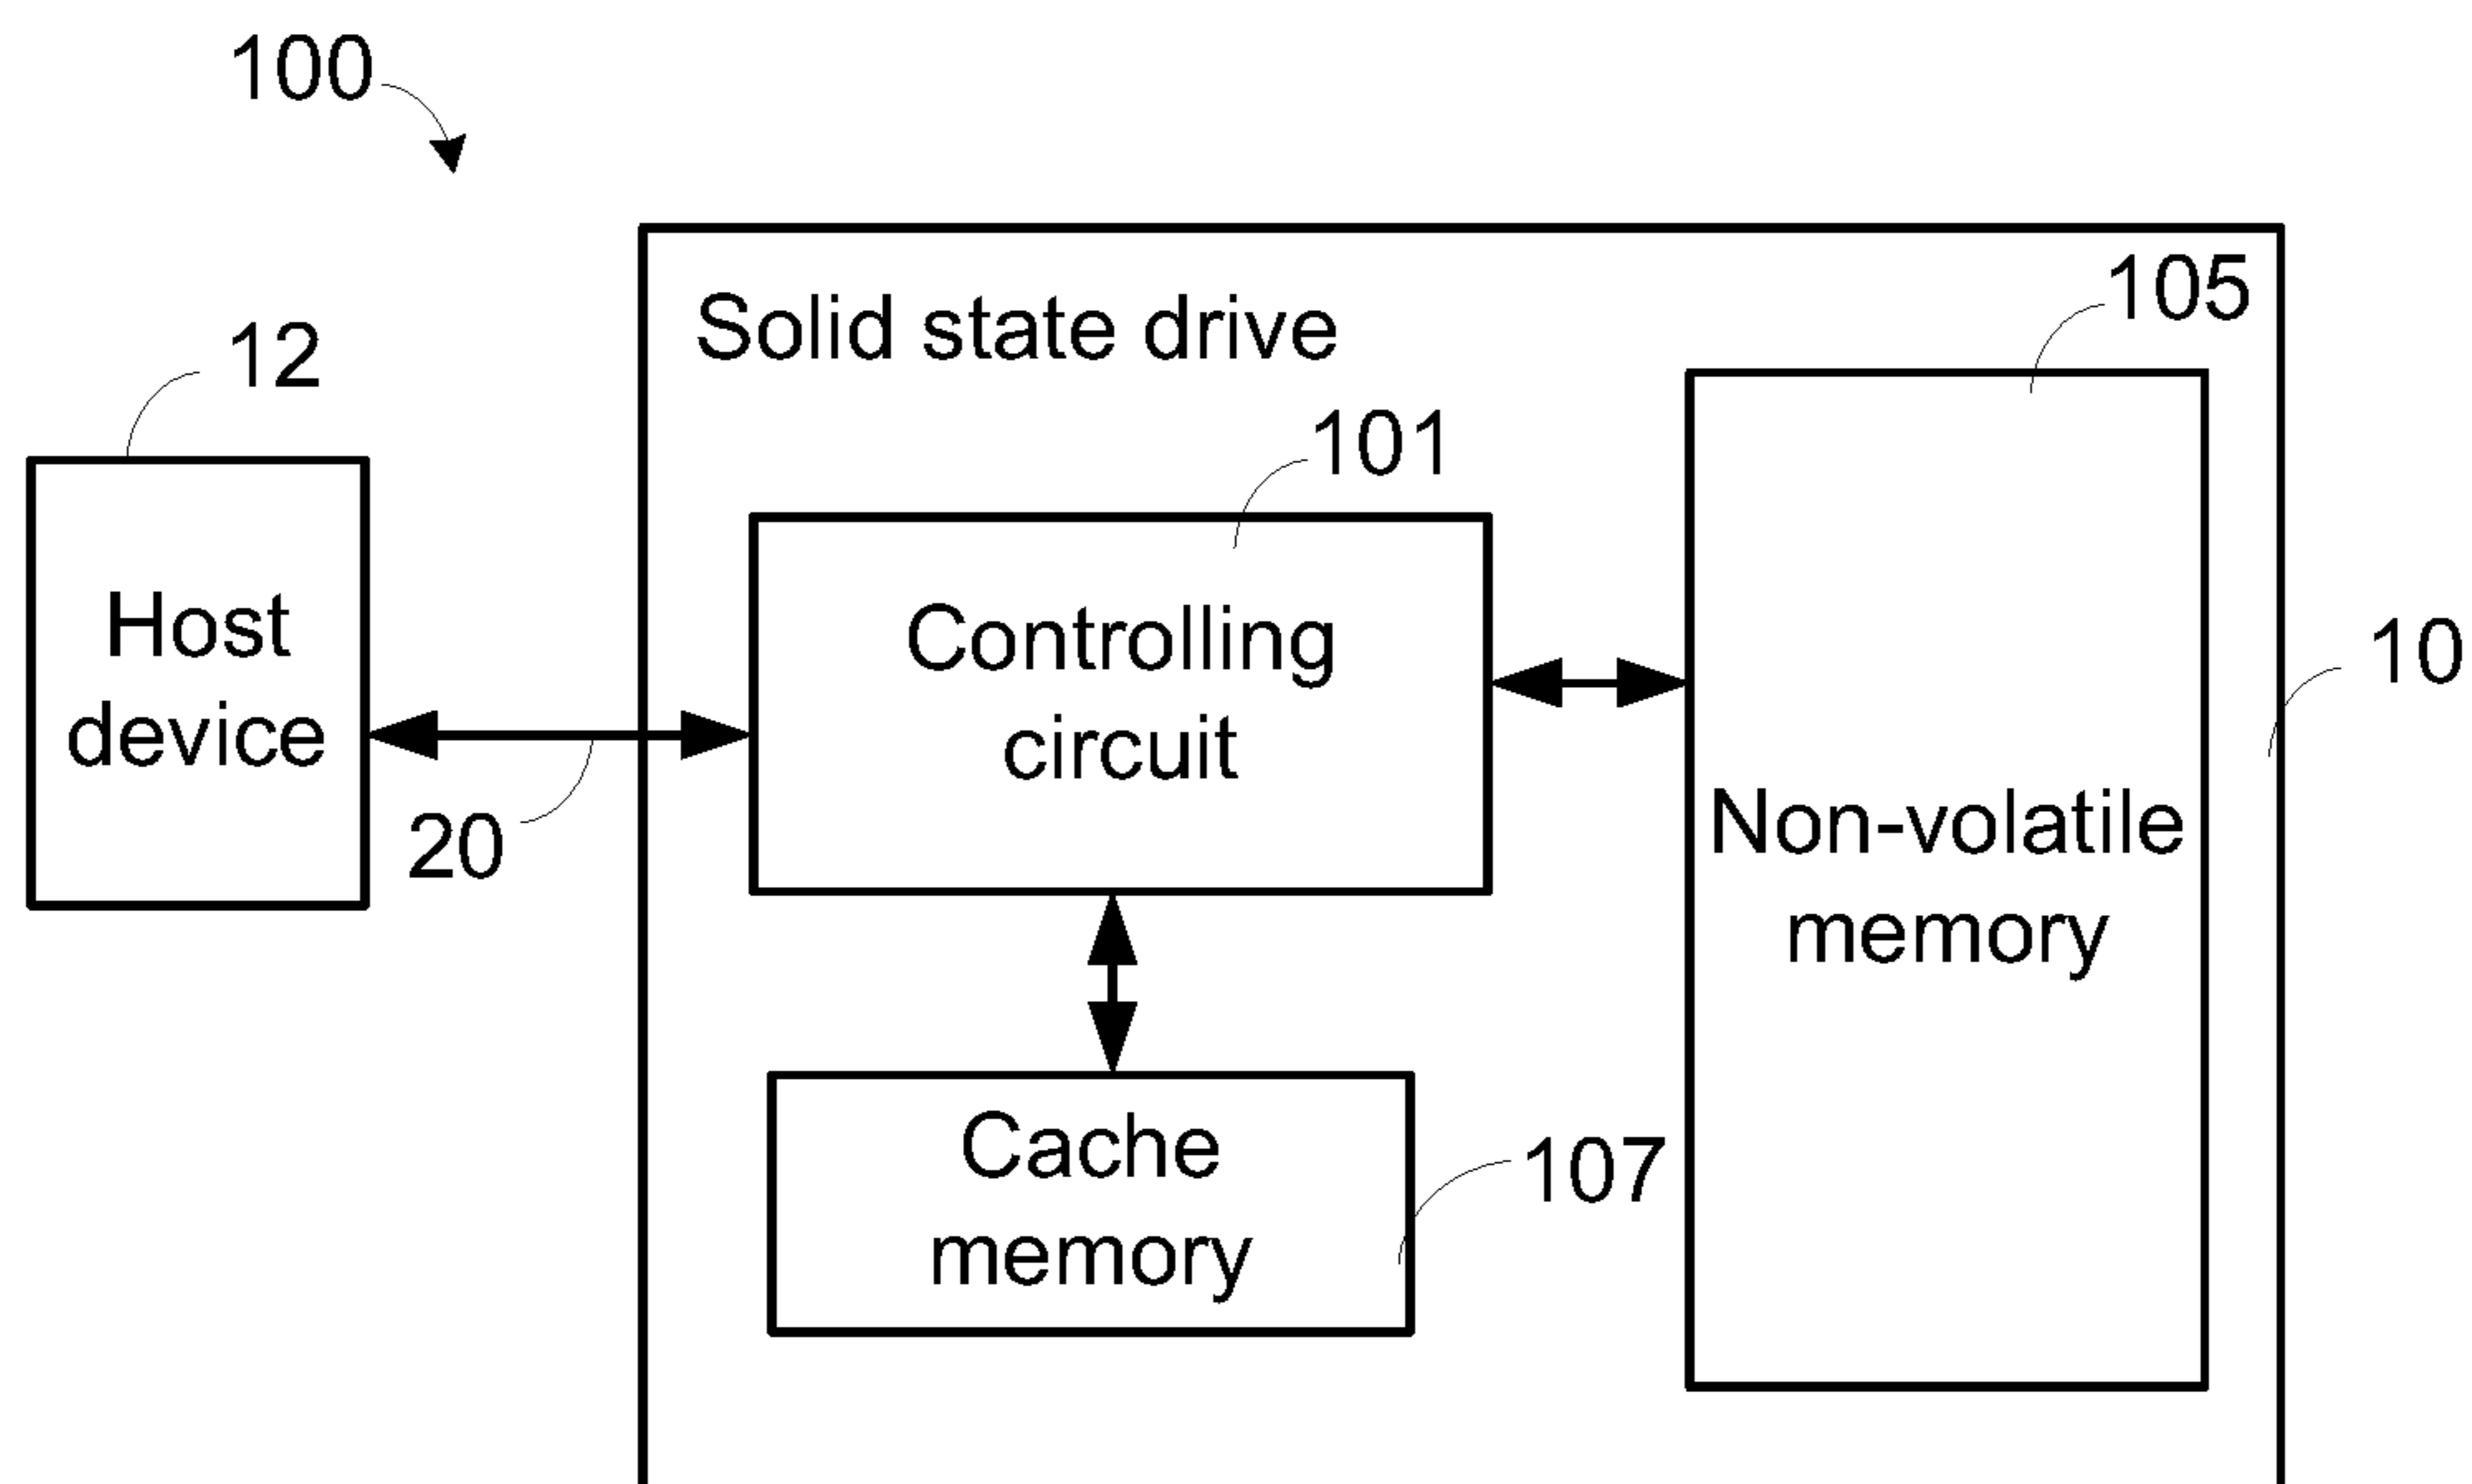 100
Solid state drive
105
12
101
Host
device
Controlling
circuit
10
20
Non-volatile
memory
Cache
memory
107